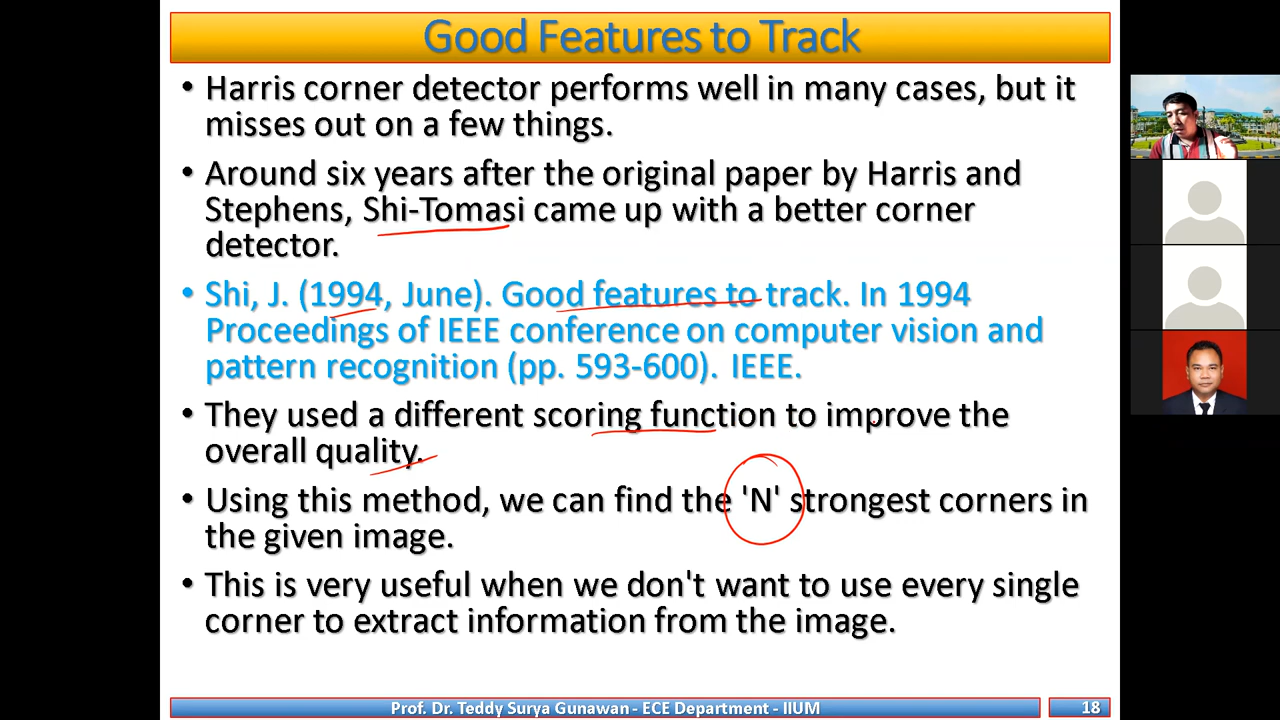 Good Features to Track
• Harris corner detector performs well in many cases, but it
misses out on a few things.
• Around six years after the original paper by Harris and
Stephens, Shi-Tomasi came up with a better corner
detector.
• Shi, J. (1994, June). Good features to track. In 1994
Proceedings of IEEE conference on computer vision and
pattern recognition (pp. 593-600). IEEE.
• They used a different scoring function to improve the
overall quality.
• Using this method, we can find the 'N' strongest corners in
the given image.
• This is very useful when we don't want to use every single
corner to extract information from the image.
Prof. Dr. Teddy Surya Gunawan - ECE Department - IIUM
18